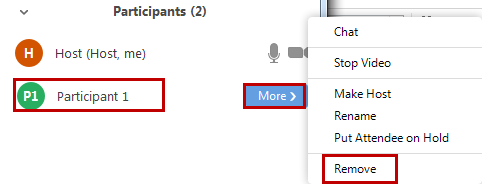 Participants (2)
H Host (Host, me)
P1 Participant 1 More
Chat
Stop Video
Make Host
Rename
Put Attendee on Hold
Remove